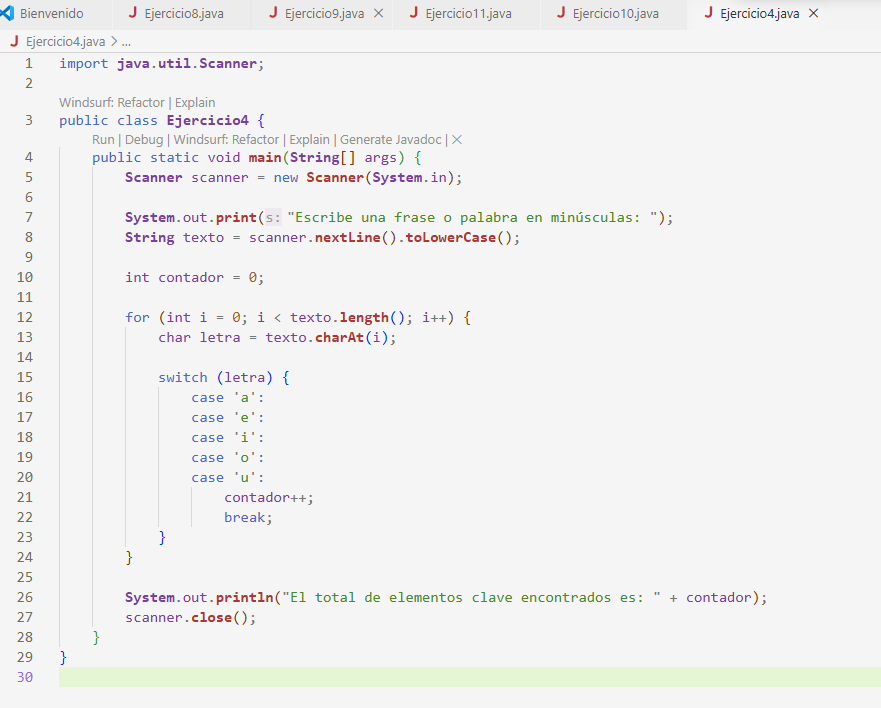 Bienvenido J Ejercicio8.java J Ejercicio9.java × J Ejercicio11.java J Ejercicio10.java J Ejercicio4.java ×
J Ejercicio4.java > ...
1 import java.util.Scanner;
2
Windsurf: Refactor | Explain
3 public class Ejercicio4 {
Run | Debug | Windsurf: Refactor | Explain | Generate Javadoc | ×
4     public static void main(String[] args) {
5         Scanner scanner = new Scanner(System.in);
6
7         System.out.print(s: "Escribe una frase o palabra en minúsculas: ");
8         String texto = scanner.nextLine().toLowerCase();
9
10         int contador = 0;
11
12         for (int i = 0; i < texto.length(); i++) {
13             char letra = texto.charAt(i);
14
15             switch (letra) {
16                 case 'a':
17                 case 'e':
18                 case 'i':
19                 case 'o':
20                 case 'u':
21                     contador++;
22                     break;
23             }
24         }
25
26         System.out.println("El total de elementos clave encontrados es: " + contador);
27         scanner.close();
28     }
29 }
30